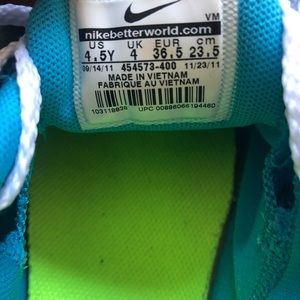 VM
nikebetterworld.com
US UK EUR cm
4.5Y 4 36.5 23.5
09/14/11 454573-400 11/23/11
MADE IN VIETNAM
FABRIQUE AU VIETNAM
UPC 00886066194460